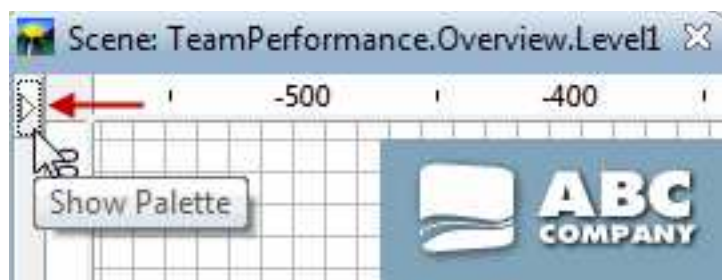 Scene: TeamPerformance.Overview.Level1
-500 -400
Show Palette
ABC
COMPANY